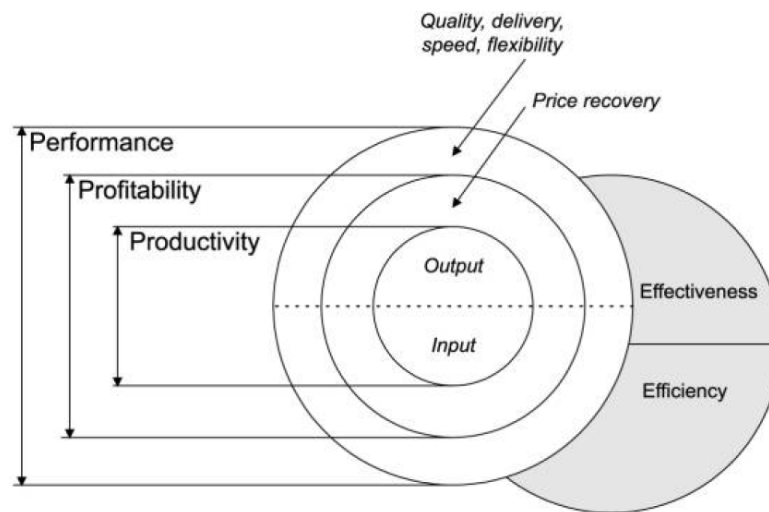 Quality, delivery,
speed, flexibility
Price recovery
Performance
Profitability
Productivity
Output
Input
Effectiveness
Efficiency